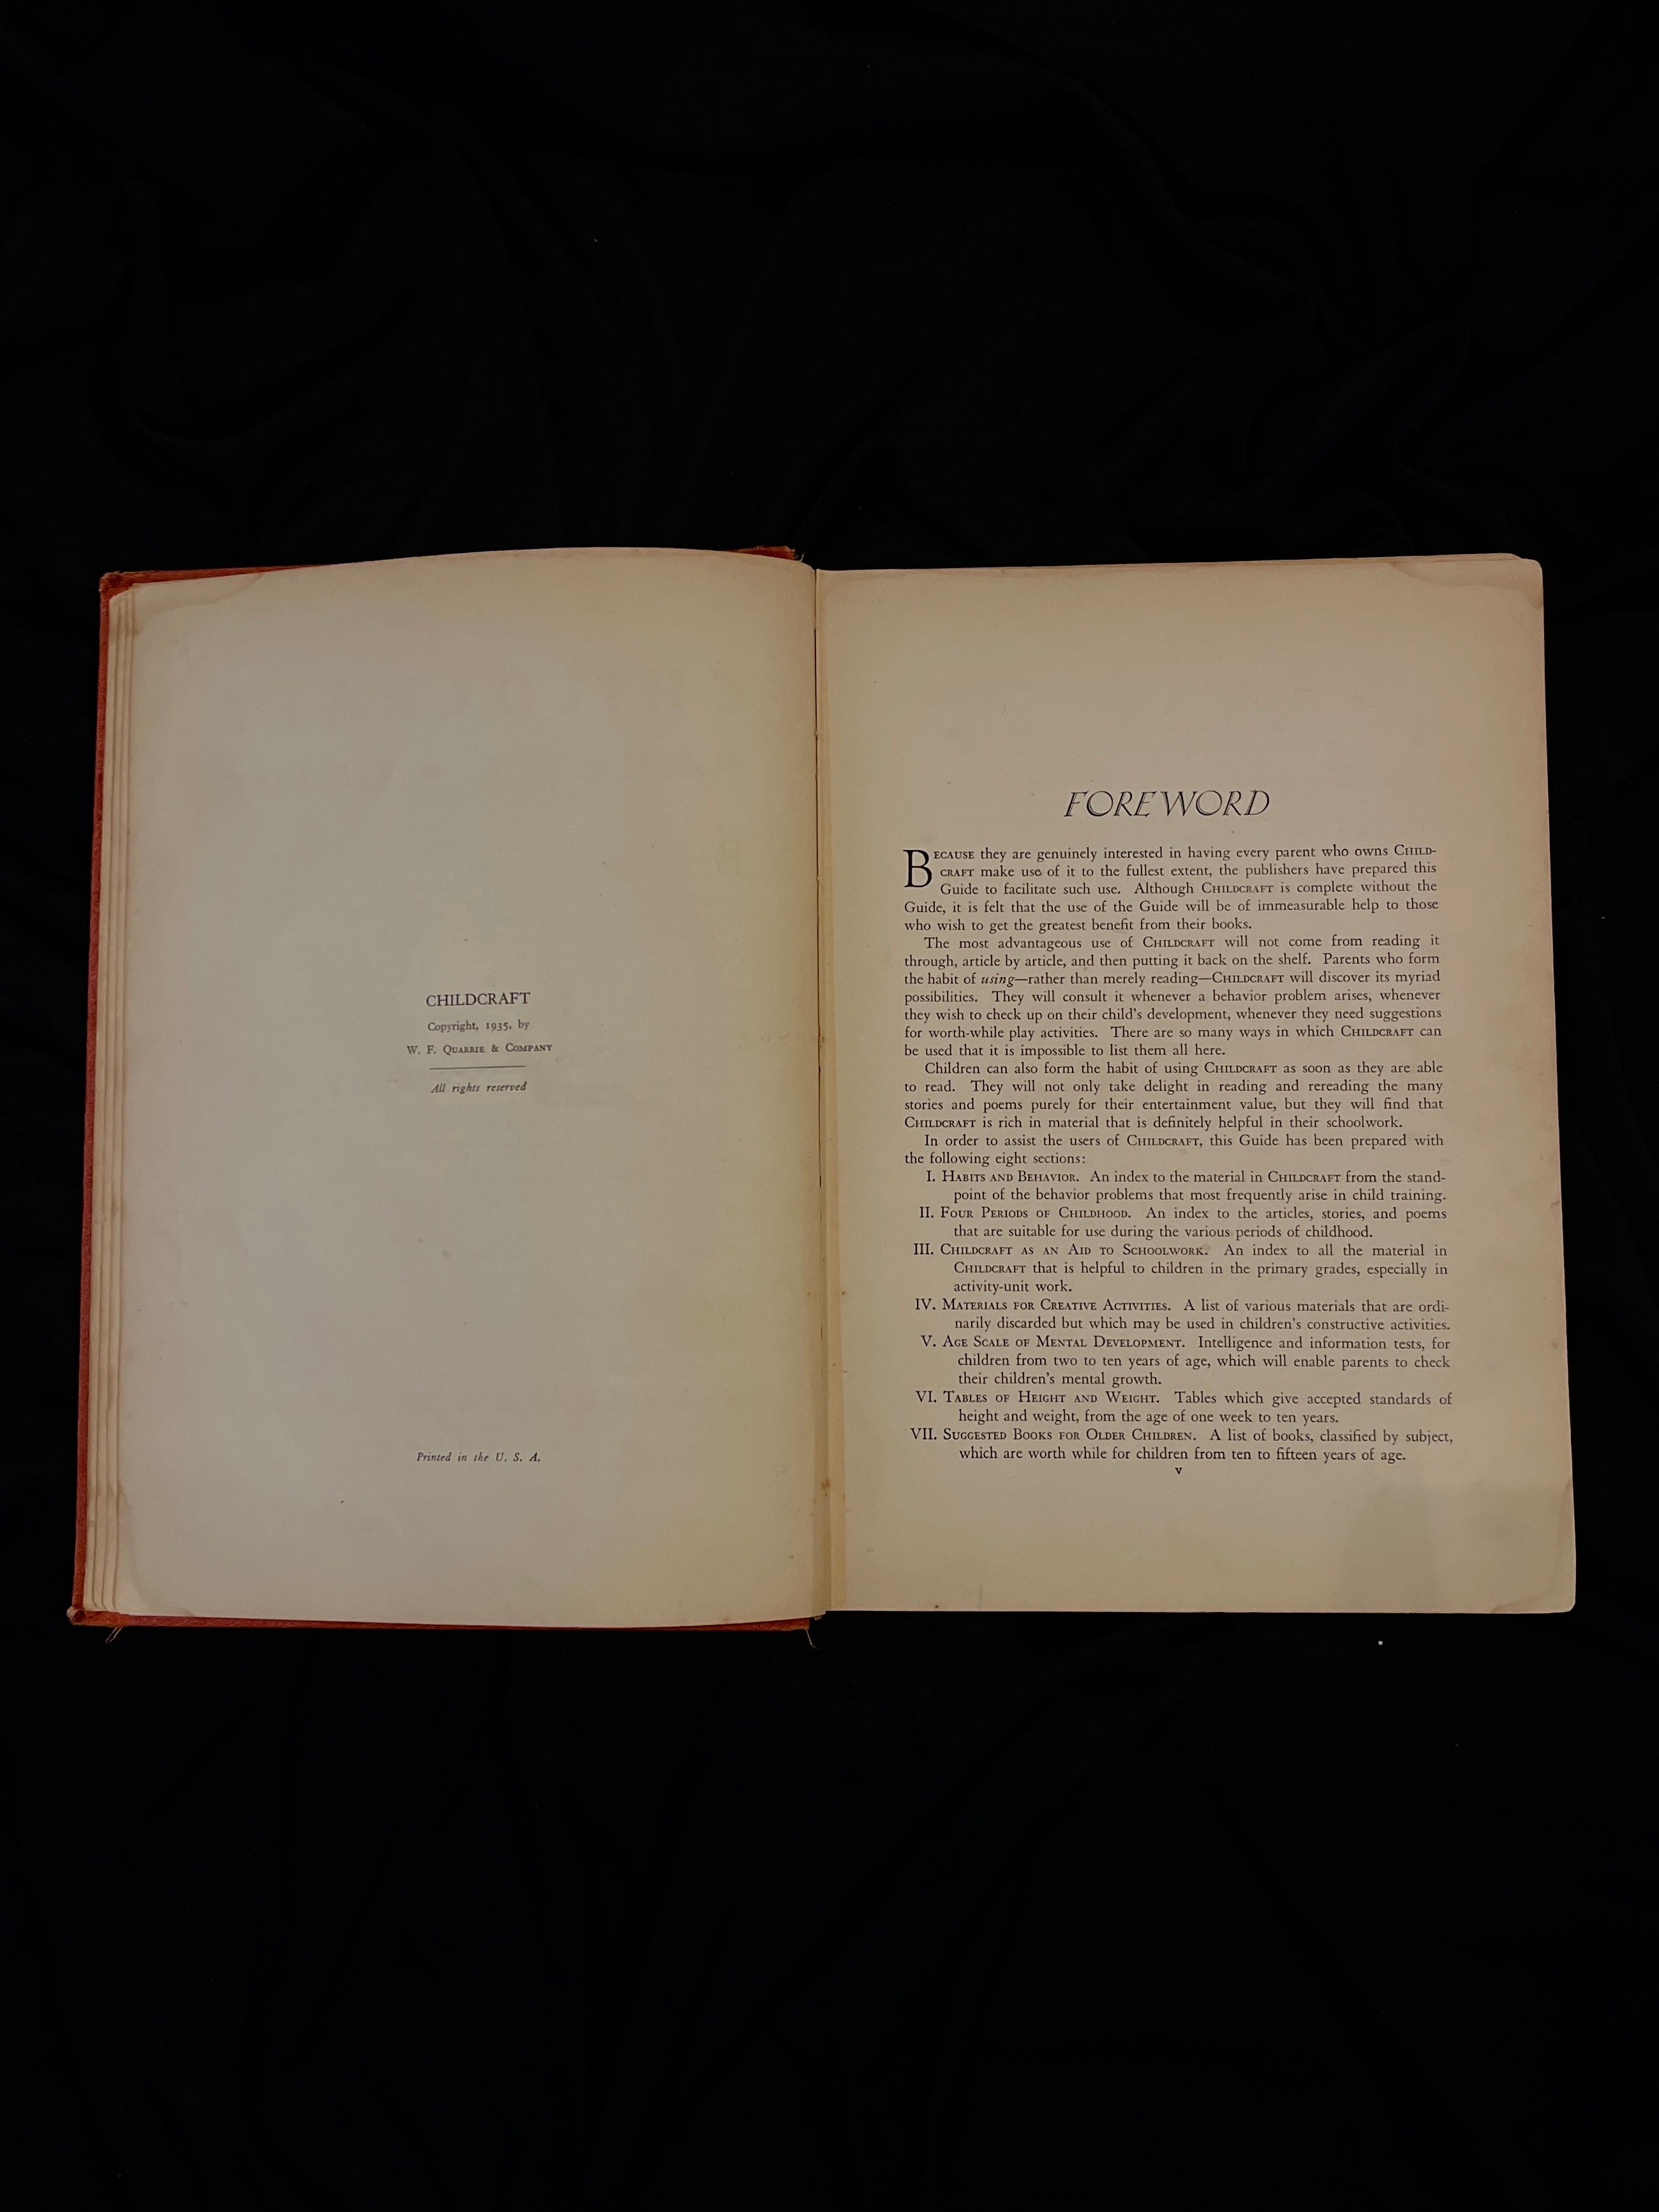 CHILDCRAFT
Copyright, 1935, by
W. F. QUARRIE & COMPANY
All rights reserved
Printed in the U. S. A.
FOREWORD
BECAUSE they are genuinely interested in having every parent who owns CHILD-
CRAFT make use of it to the fullest extent, the publishers have prepared this
Guide to facilitate such use. Although CHILDCRAFT is complete without the
Guide, it is felt that the use of the Guide will be of immeasurable help to those
who wish to get the greatest benefit from their books.
The most advantageous use of CHILDCRAFT will not come from reading it
through, article by article, and then putting it back on the shelf. Parents who form
the habit of using—rather than merely reading—CHILDCRAFT will discover its myriad
possibilities. They will consult it whenever a behavior problem arises, whenever
they wish to check up on their child's development, whenever they need suggestions
for worth-while play activities. There are so many ways in which CHILDCRAFT can
be used that it is impossible to list them all here.
Children can also form the habit of using CHILDCRAFT as soon as they are able
to read. They will not only take delight in reading and rereading the many
stories and poems purely for their entertainment value, but they will find that
CHILDCRAFT is rich in material that is definitely helpful in their schoolwork.
In order to assist the users of CHILDCRAFT, this Guide has been prepared with
the following eight sections:
I. HABITS AND BEHAVIOR. An index to the material in CHILDCRAFT from the stand-
point of the behavior problems that most frequently arise in child training.
II. FOUR PERIODS OF CHILDHOOD. An index to the articles, stories, and poems
that are suitable for use during the various periods of childhood.
III. CHILDCRAFT AS AN AID TO SCHOOLWORK. An index to all the material in
CHILDCRAFT that is helpful to children in the primary grades, especially in
activity-unit work.
IV. MATERIALS FOR CREATIVE ACTIVITIES. A list of various materials that are ordi-
narily discarded but which may be used in children's constructive activities.
V. AGE SCALE OF MENTAL DEVELOPMENT. Intelligence and information tests, for
children from two to ten years of age, which will enable parents to check
their children's mental growth.
VI. TABLES OF HEIGHT AND WEIGHT. Tables which give accepted standards of
height and weight, from the age of one week to ten years.
VII. SUGGESTED BOOKS FOR OLDER CHILDREN. A list of books, classified by subject,
which are worth while for children from ten to fifteen years of age.
v